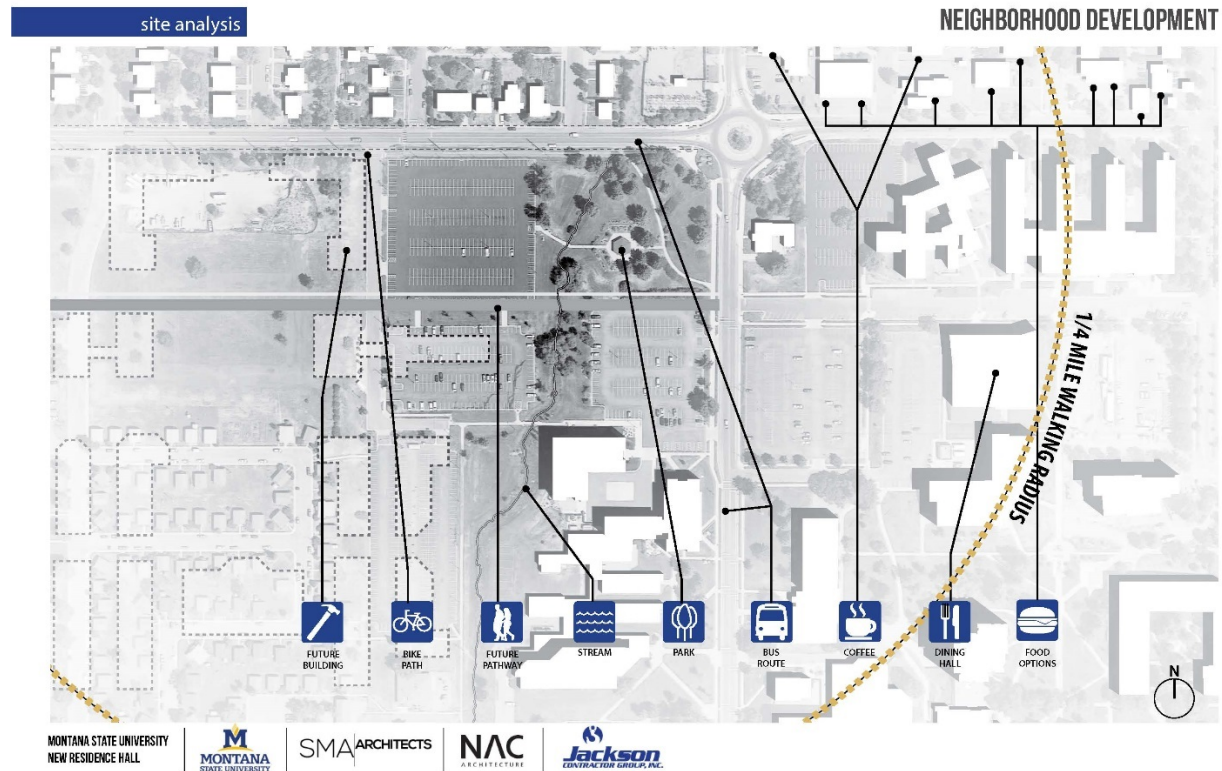 site analysis
NEIGHBORHOOD DEVELOPMENT
1/4 MILE WALKING RADIUS
FUTURE
BUILDING
BIKE
PATH
FUTURE
PATHWAY
STREAM
PARK
BUS
ROUTE
COFFEE
DINING
HALL
FOOD
OPTIONS
N
MONTANA STATE UNIVERSITY
NEW RESIDENCE HALL
M
MONTANA
STATE UNIVERSITY
SMA ARCHITECTS
NAC
ARCHITECTURE
Jackson
CONTRACTOR GROUP, INC.